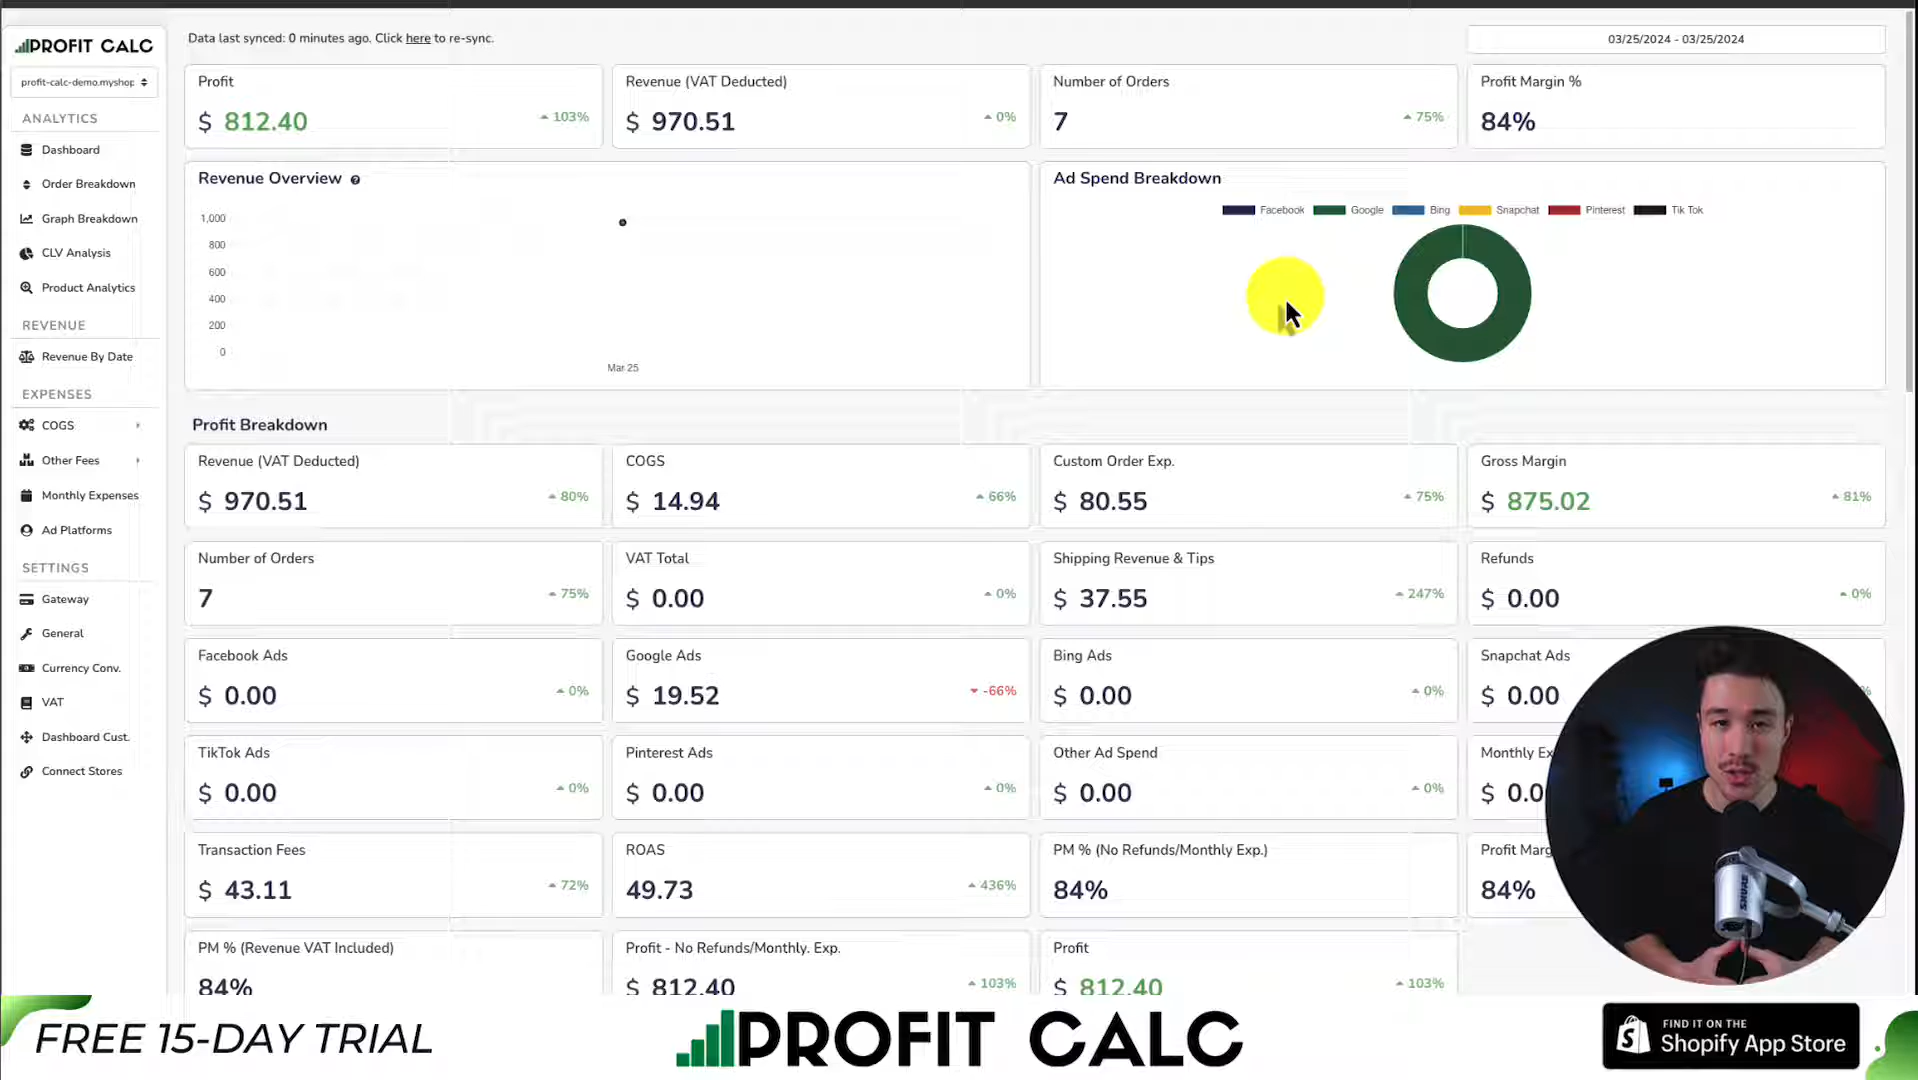 PROFIT CALC
profit-calc-demo.myshop
ANALYTICS
Dashboard
Order Breakdown
Graph Breakdown
CLV Analysis
Product Analytics
REVENUE
Revenue By Date
EXPENSES
COGS
Other Fees
Monthly Expenses
Ad Platforms
SETTINGS
Gateway
General
Currency Conv.
VAT
Dashboard Cust.
Connect Stores
Data last synced: 0 minutes ago. Click here to re-sync.
03/25/2024 - 03/25/2024
Profit
$ 812.40
103%
Revenue (VAT Deducted)
$ 970.51
0%
Number of Orders
7
75%
Profit Margin %
84%
Revenue Overview
1,000
800
600
400
200
0
Mar 25
Ad Spend Breakdown
Facebook Google Bing Snapchat Pinterest Tik Tok
Profit Breakdown
Revenue (VAT Deducted)
$ 970.51
80%
COGS
$ 14.94
66%
Custom Order Exp.
$ 80.55
75%
Gross Margin
$ 875.02
81%
Number of Orders
7
75%
VAT Total
$ 0.00
0%
Shipping Revenue & Tips
$ 37.55
247%
Refunds
$ 0.00
0%
Facebook Ads
$ 0.00
0%
Google Ads
$ 19.52
-66%
Bing Ads
$ 0.00
0%
Snapchat Ads
$ 0.00
%
TikTok Ads
$ 0.00
0%
Pinterest Ads
$ 0.00
0%
Other Ad Spend
$ 0.00
0%
Monthly Ex
$ 0.0
Transaction Fees
$ 43.11
72%
ROAS
49.73
436%
PM % (No Refunds/Monthly Exp.)
84%
Profit Marg
84%
PM % (Revenue VAT Included)
84%
Profit - No Refunds/Monthly. Exp.
$ 812.40
103%
Profit
$ 812.40
103%
SHURE
FREE 15-DAY TRIAL
PROFIT CALC
FIND IT ON THE
Shopify App Store